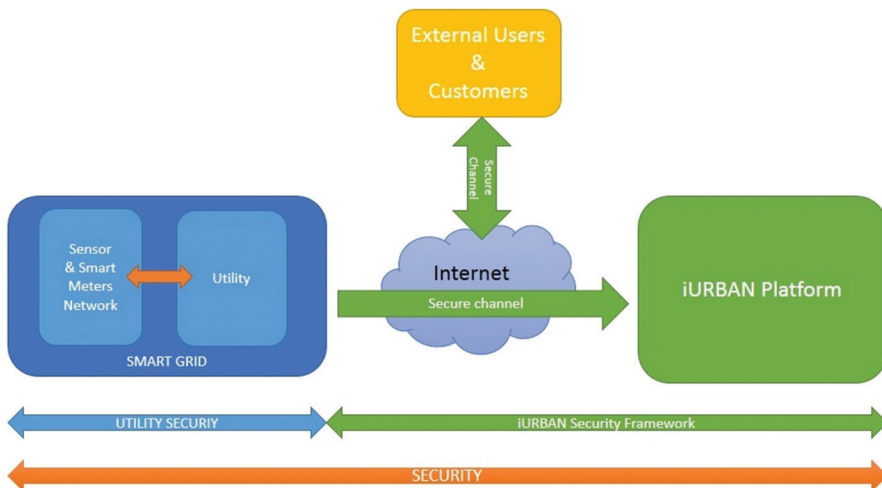 External Users
&
Customers
Secure
Channel
Sensor
& Smart
Meters
Network
Utility
SMART GRID
Internet
Secure channel
iURBAN Platform
UTILITY SECURIY
iURBAN Security Framework
SECURITY